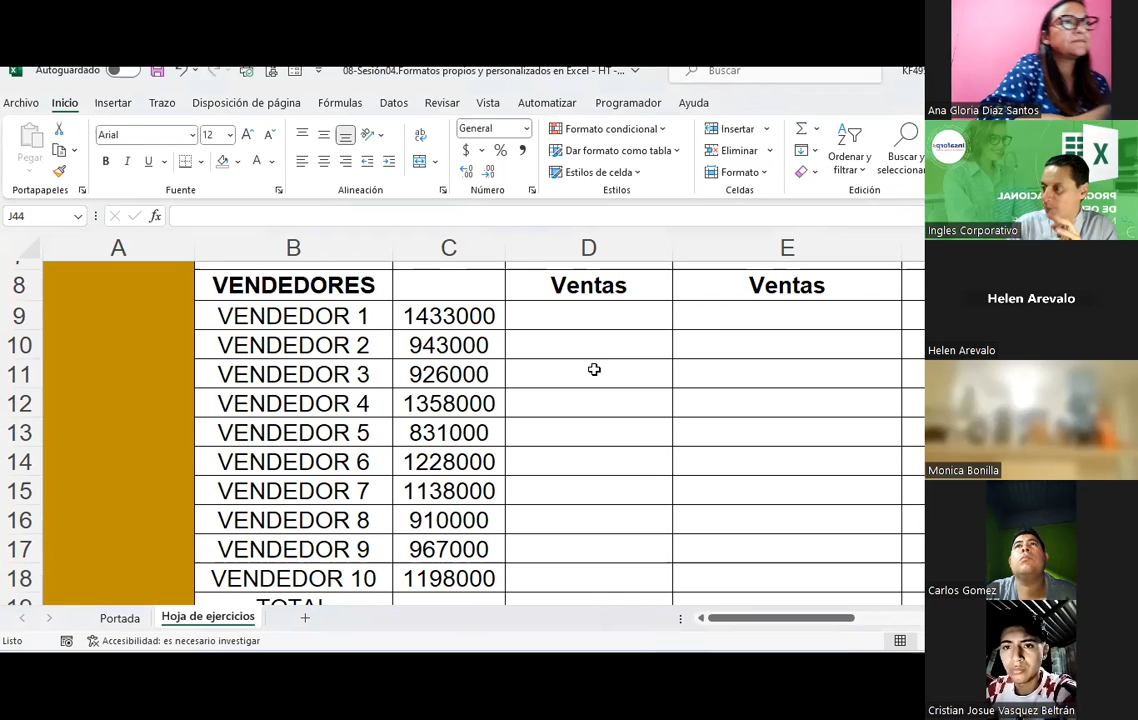 Autoguardado
08-Sesión04.Formatos propios y personalizados en Excel - HT -...
Buscar
Archivo Inicio Insertar Trazo Disposición de página Fórmulas Datos Revisar Vista Automatizar Programador Ayuda
Pegar
Arial 12
General
Formato condicional
Dar formato como tabla
Estilos de celda
Insertar
Eliminar
Formato
Ordenar y filtrar
Buscar y
Portapapeles Fuente Alineación Número Estilos Celdas Edición
J44
fx
A B C D E
8 VENDEDORES Ventas Ventas
9 VENDEDOR 1 1433000
10 VENDEDOR 2 943000
11 VENDEDOR 3 926000
12 VENDEDOR 4 1358000
13 VENDEDOR 5 831000
14 VENDEDOR 6 1228000
15 VENDEDOR 7 1138000
16 VENDEDOR 8 910000
17 VENDEDOR 9 967000
18 VENDEDOR 10 1198000
TOTAL
Portada Hoja de ejercicios
Listo Accesibilidad: es necesario investigar
Ana Gloria Diaz Santos
Ingles Corporativo
Helen Arevalo
Helen Arevalo
Monica Bonilla
Carlos Gomez
Cristian Josue Vasquez Beltrán